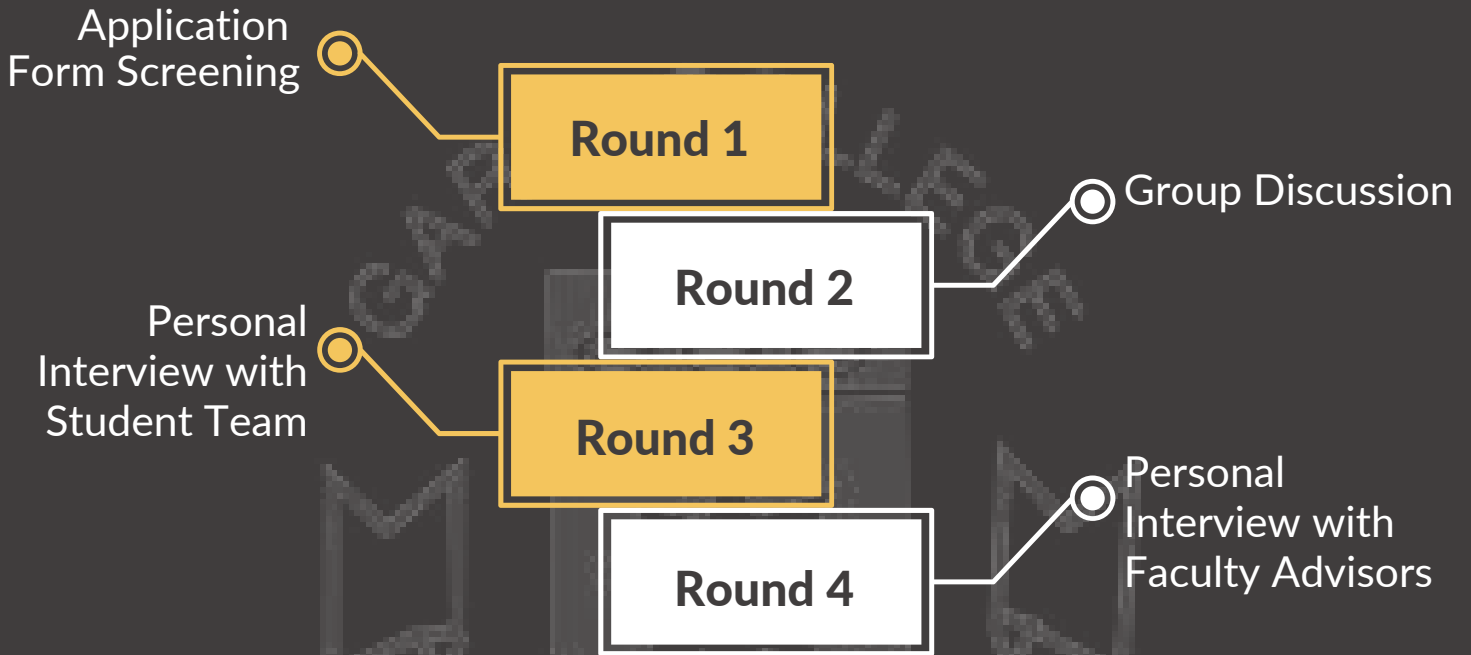 Application
Form Screening
Round 1
Group Discussion
Round 2
Personal
Interview with
Student Team
Round 3
Personal
Interview with
Faculty Advisors
Round 4